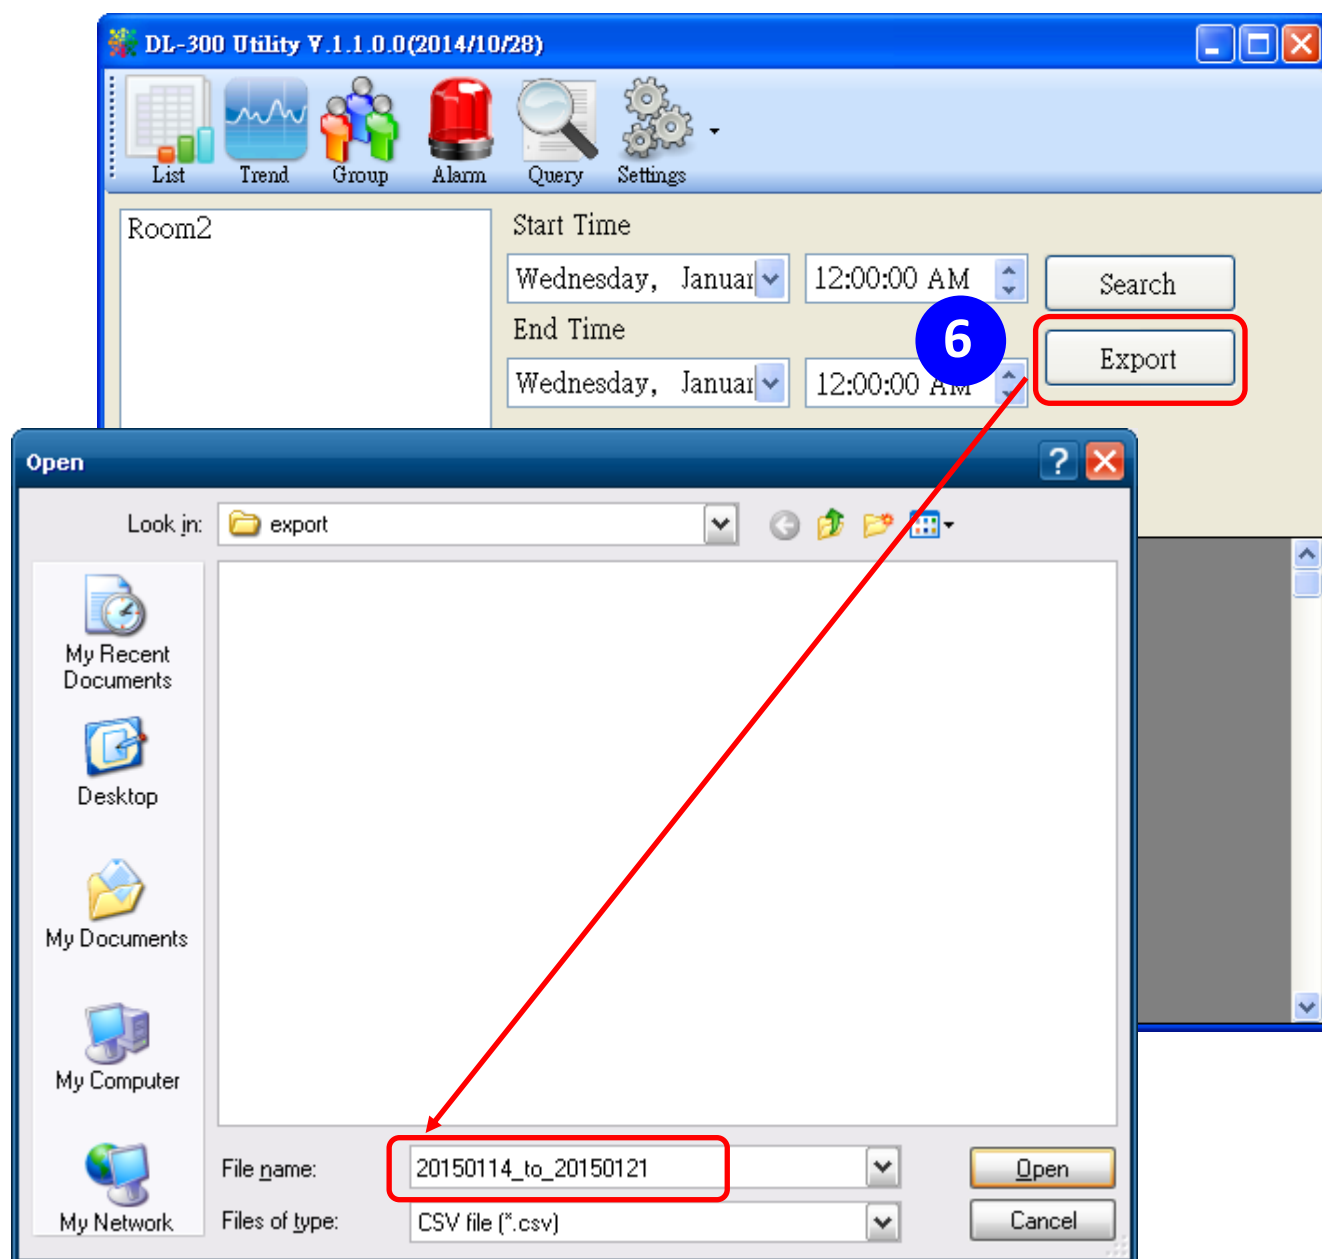 DL-300 Utility V.1.1.0.0(2014/10/28)
List Trend Group Alarm Query Settings
Room2
Start Time
Wednesday, Januar 12:00:00 AM Search
End Time
6
Wednesday, Januar 12:00:00 AM Export
Open
Look in: export
My Recent
Documents
Desktop
My Documents
My Computer
My Network
File name: 20150114_to_20150121 Open
Files of type: CSV file (*.csv) Cancel